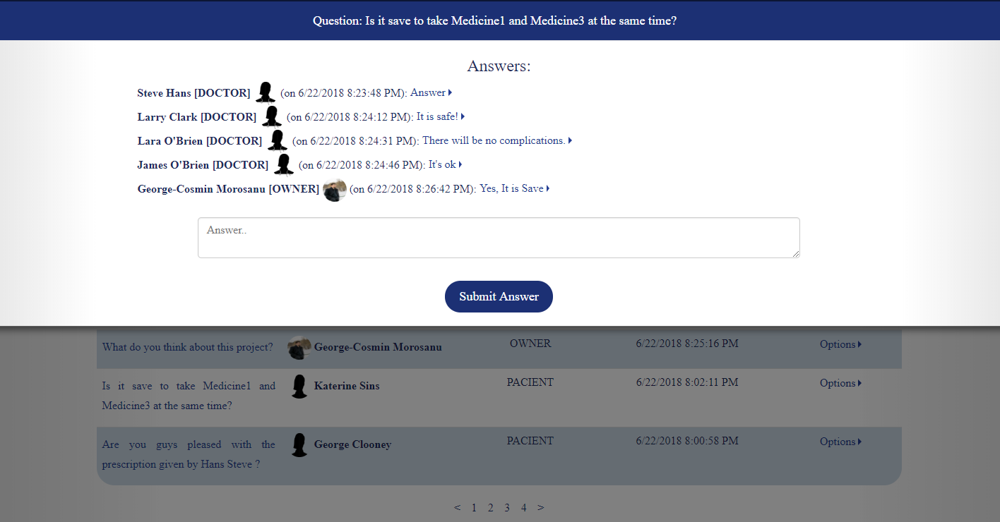 Question: Is it save to take Medicine1 and Medicine3 at the same time?
Answers:
Steve Hans [DOCTOR] (on 6/22/2018 8:23:48 PM): Answer
Larry Clark [DOCTOR] (on 6/22/2018 8:24:12 PM): It is safe!
Lara O'Brien [DOCTOR] (on 6/22/2018 8:24:31 PM): There will be no complications.
James O'Brien [DOCTOR] (on 6/22/2018 8:24:46 PM): It's ok
George-Cosmin Morosanu [OWNER] (on 6/22/2018 8:26:42 PM): Yes, It is Save
Answer..
Submit Answer
What do you think about this project? George-Cosmin Morosanu OWNER 6/22/2018 8:25:16 PM Options
Is it save to take Medicine1 and Katerine Sins PACIENT 6/22/2018 8:02:11 PM Options
Medicine3 at the same time?
Are you guys pleased with the George Clooney PACIENT 6/22/2018 8:00:58 PM Options
prescription given by Hans Steve ?
< 1 2 3 4 >